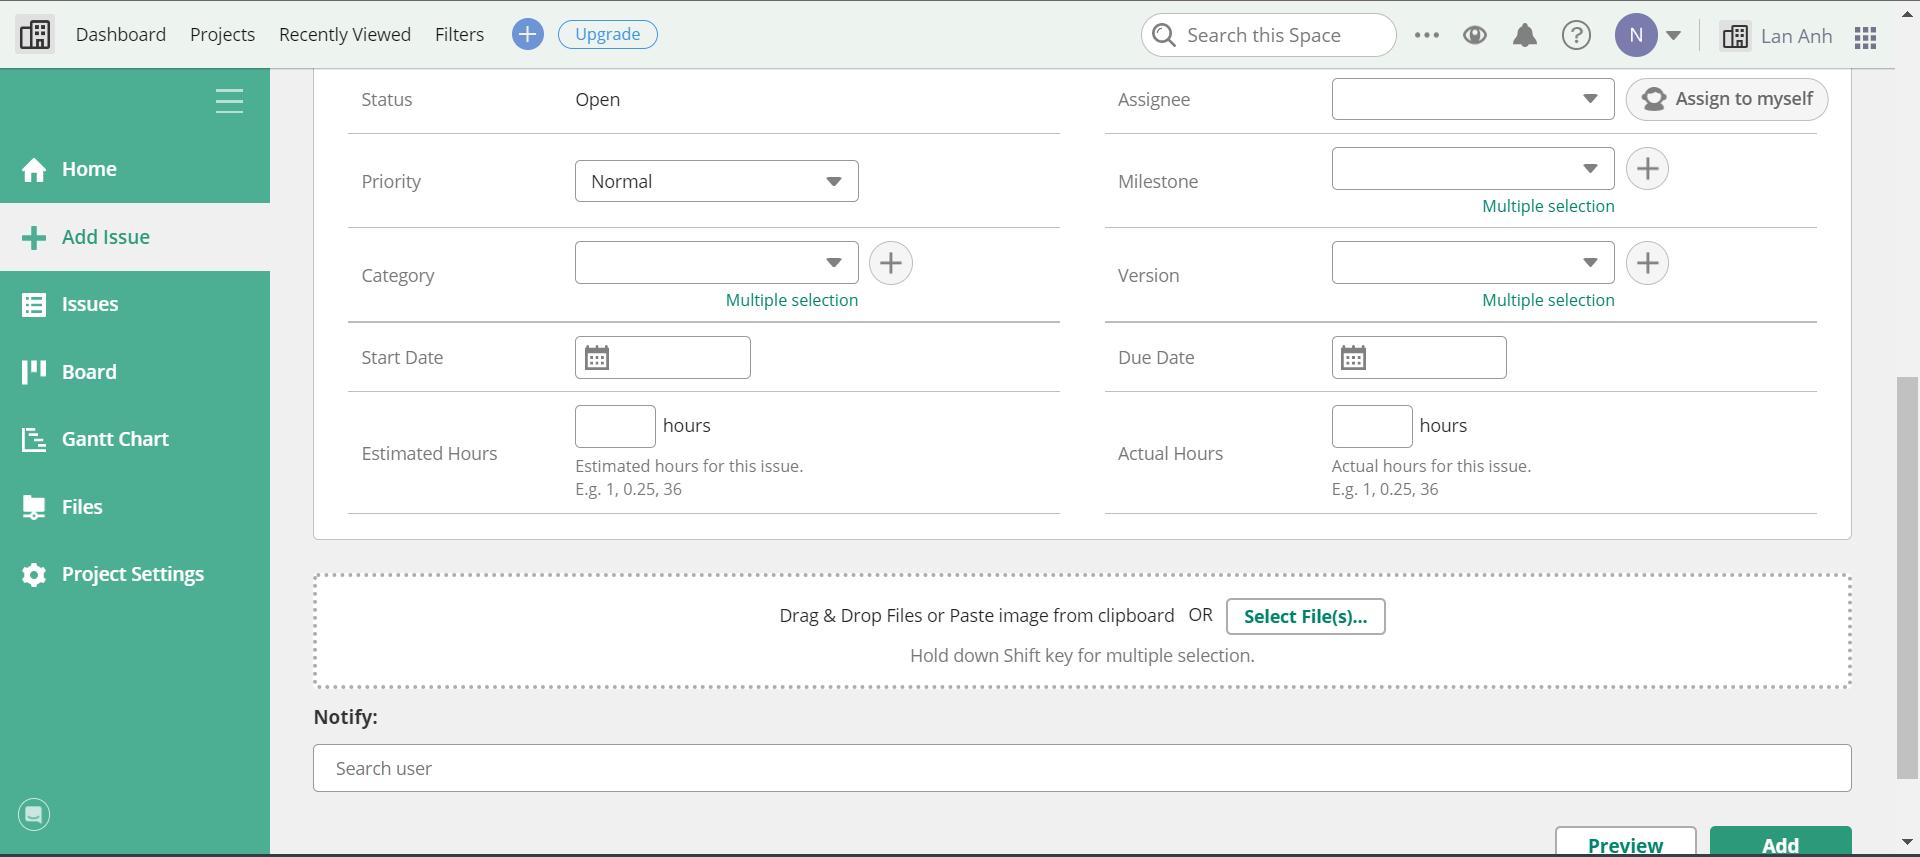 Dashboard Projects Recently Viewed Filters Upgrade Search this Space N Lan Anh
Home
Add Issue
Issues
Board
Gantt Chart
Files
Project Settings
Status Open Assignee Assign to myself
Priority Normal Milestone
Multiple selection
Category Version
Multiple selection Multiple selection
Start Date Due Date
Estimated Hours hours Actual Hours hours
Estimated hours for this issue. Actual hours for this issue.
E.g. 1, 0.25, 36 E.g. 1, 0.25, 36
Drag & Drop Files or Paste image from clipboard OR Select File(s)...
Hold down Shift key for multiple selection.
Notify:
Search user
Preview Add